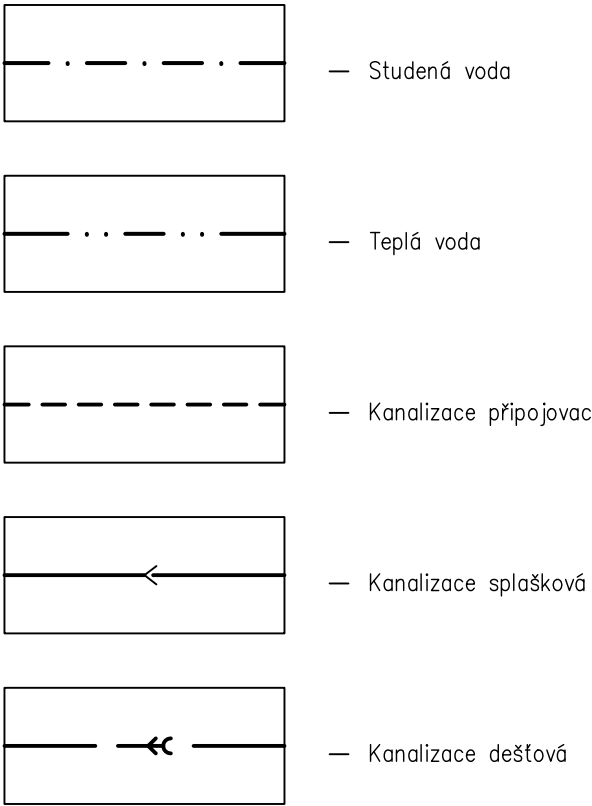 – Studená voda
– Teplá voda
– Kanalizace připojovac
– Kanalizace splašková
– Kanalizace dešťová